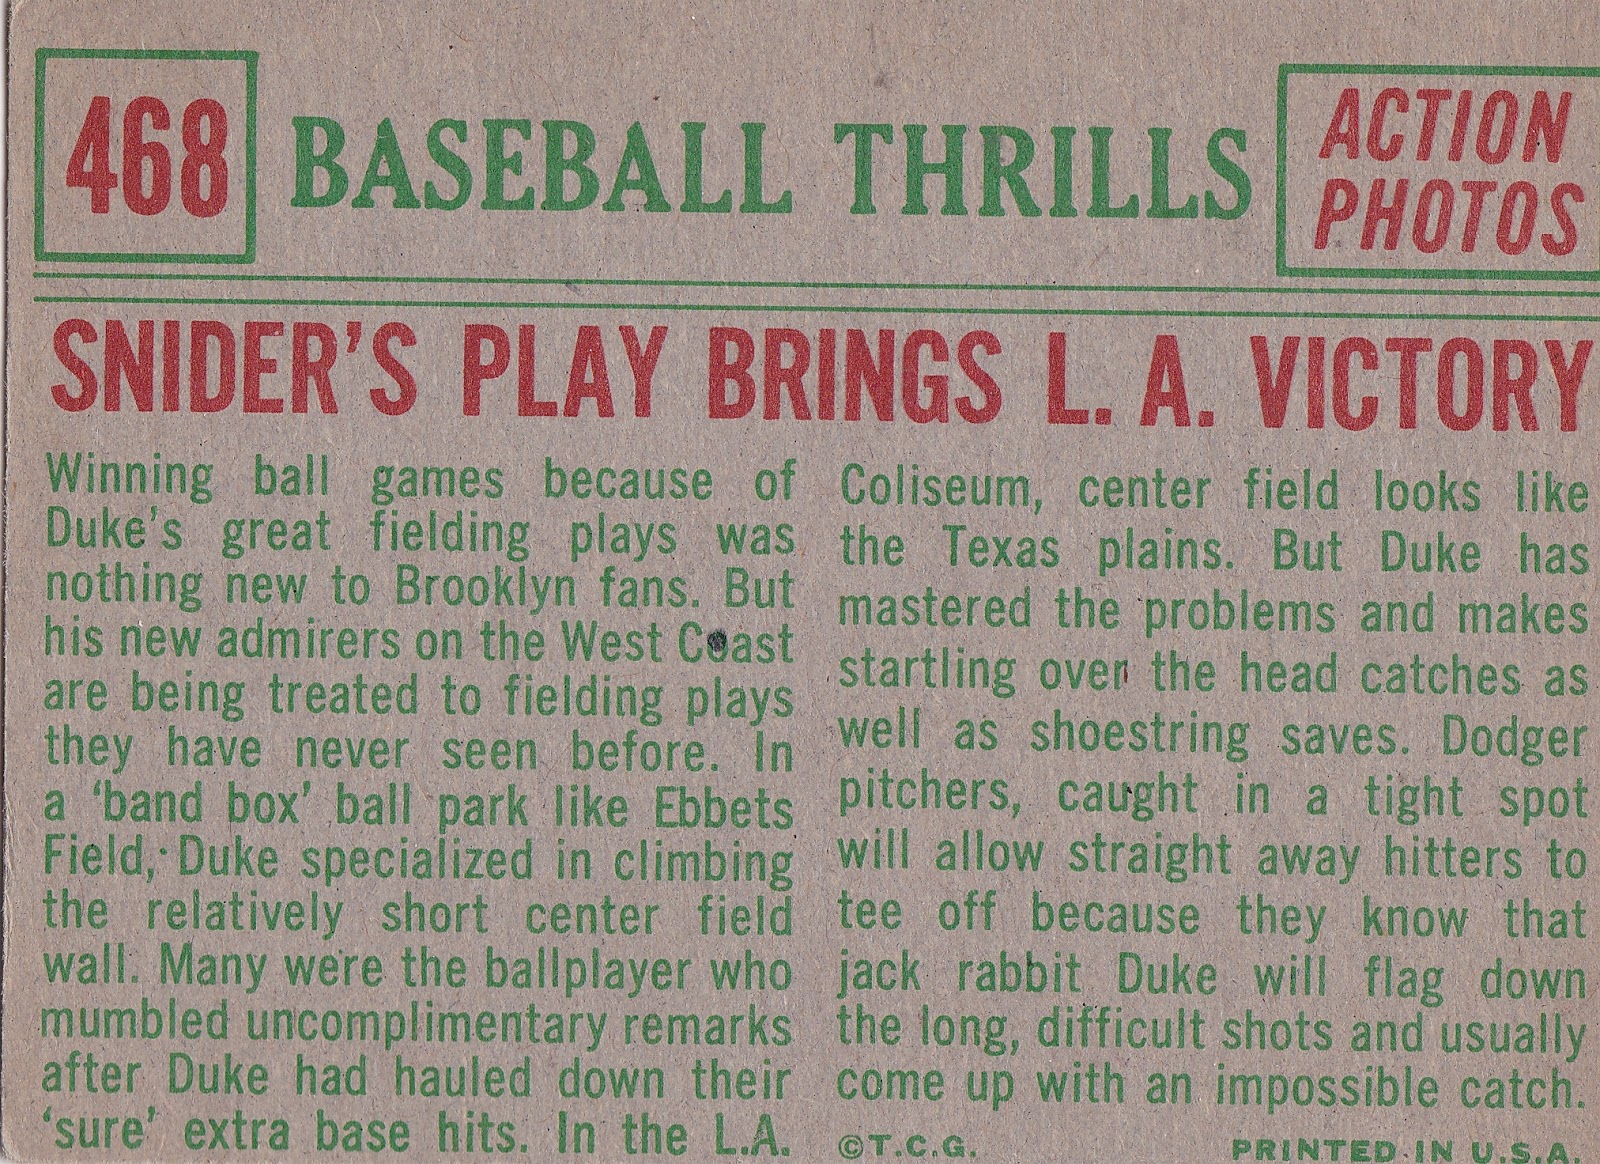 468
BASEBALL THRILLS
ACTION
PHOTOS
SNIDER'S PLAY BRINGS L. A. VICTORY
Winning ball games because of
Duke's great fielding plays was
nothing new to Brooklyn fans. But
his new admirers on the West Coast
are being treated to fielding plays
they have never seen before. In
a 'band box' ball park like Ebbets
Field, Duke specialized in climbing
the relatively short center field
wall. Many were the ballplayer who
mumbled uncomplimentary remarks
after Duke had hauled down their
'sure' extra base hits. In the L.A.
Coliseum, center field looks like
the Texas plains. But Duke has
mastered the problems and makes
startling over the head catches as
well as shoestring saves. Dodger
pitchers, caught in a tight spot
will allow straight away hitters to
tee off because they know that
jack rabbit Duke will flag down
the long, difficult shots and usually
come up with an impossible catch.
©T.C.G.
PRINTED IN U.S.A.